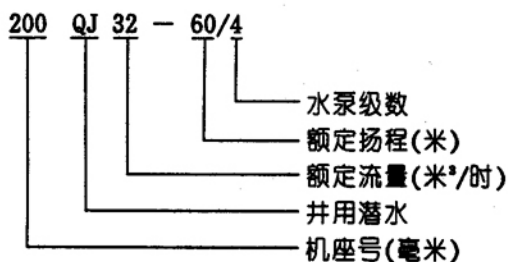 200 QJ 32 - 60/4
水泵级数
额定扬程(米)
额定流量(米³/时)
井用潜水
机座号(毫米)